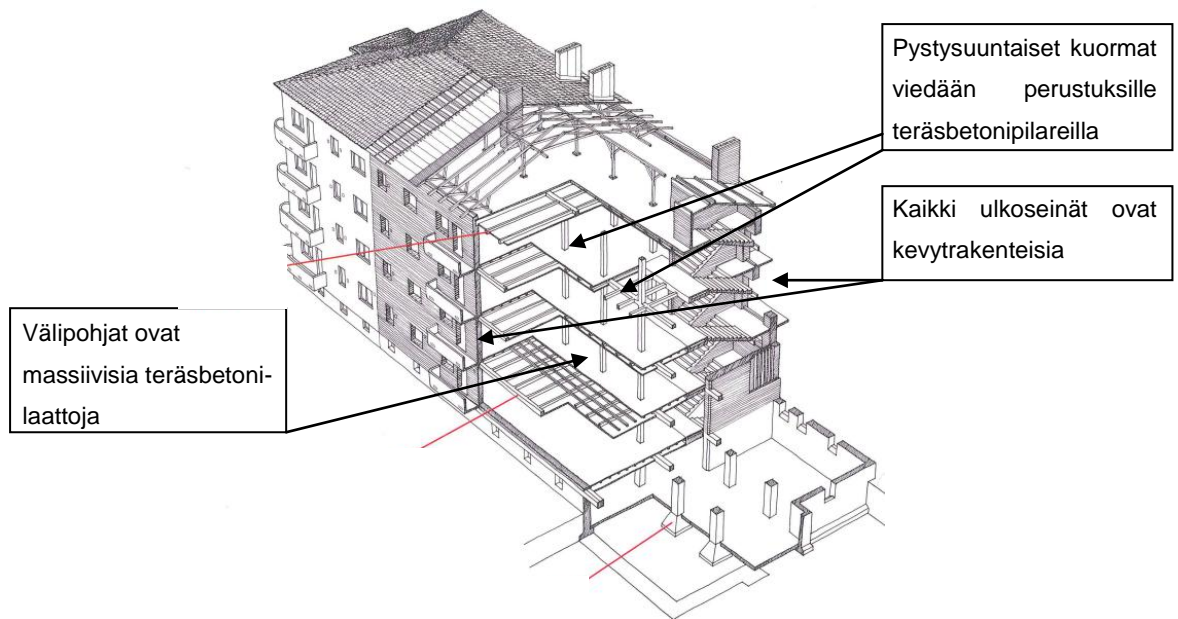 Pystysuuntaiset kuormat
viedään perustuksille
teräsbetonipilareilla
Kaikki ulkoseinät ovat
kevytrakenteisia
Välipohjat ovat
massiivisia teräsbetoni-
laattoja